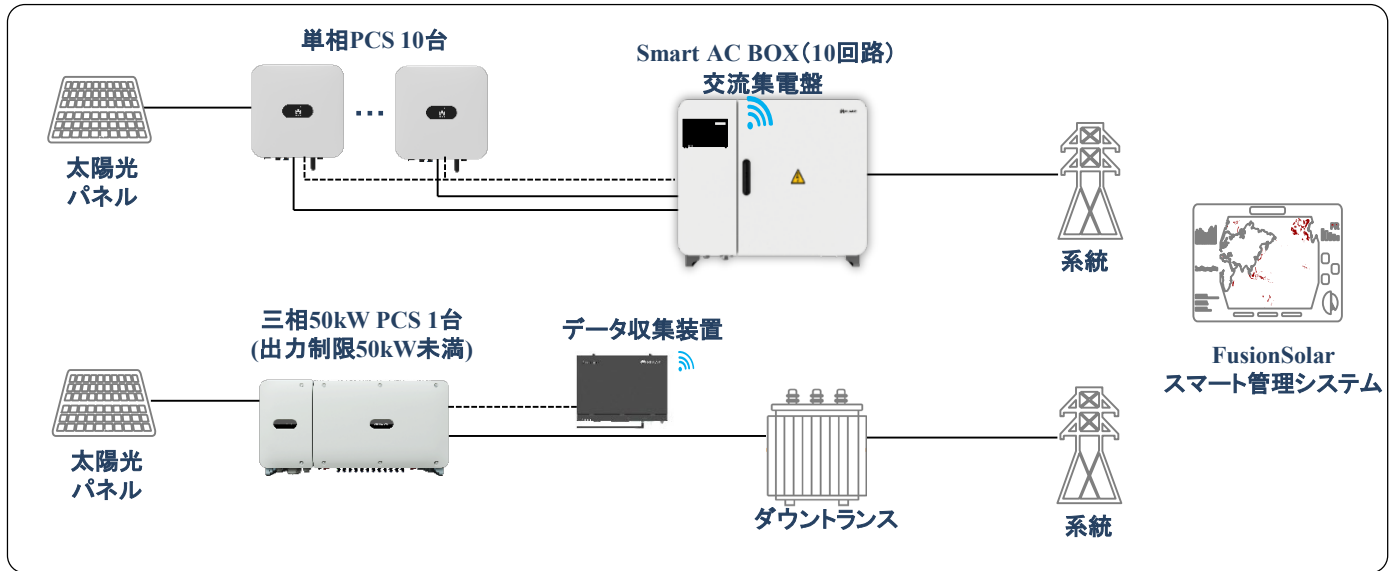 単相PCS 10台
Smart AC BOX（10回路）
交流集電盤
太陽光
パネル
系統
三相50kW PCS 1台
(出力制限50kW未満)
データ収集装置
FusionSolar
スマート管理システム
太陽光
パネル
ダウントランス
系統